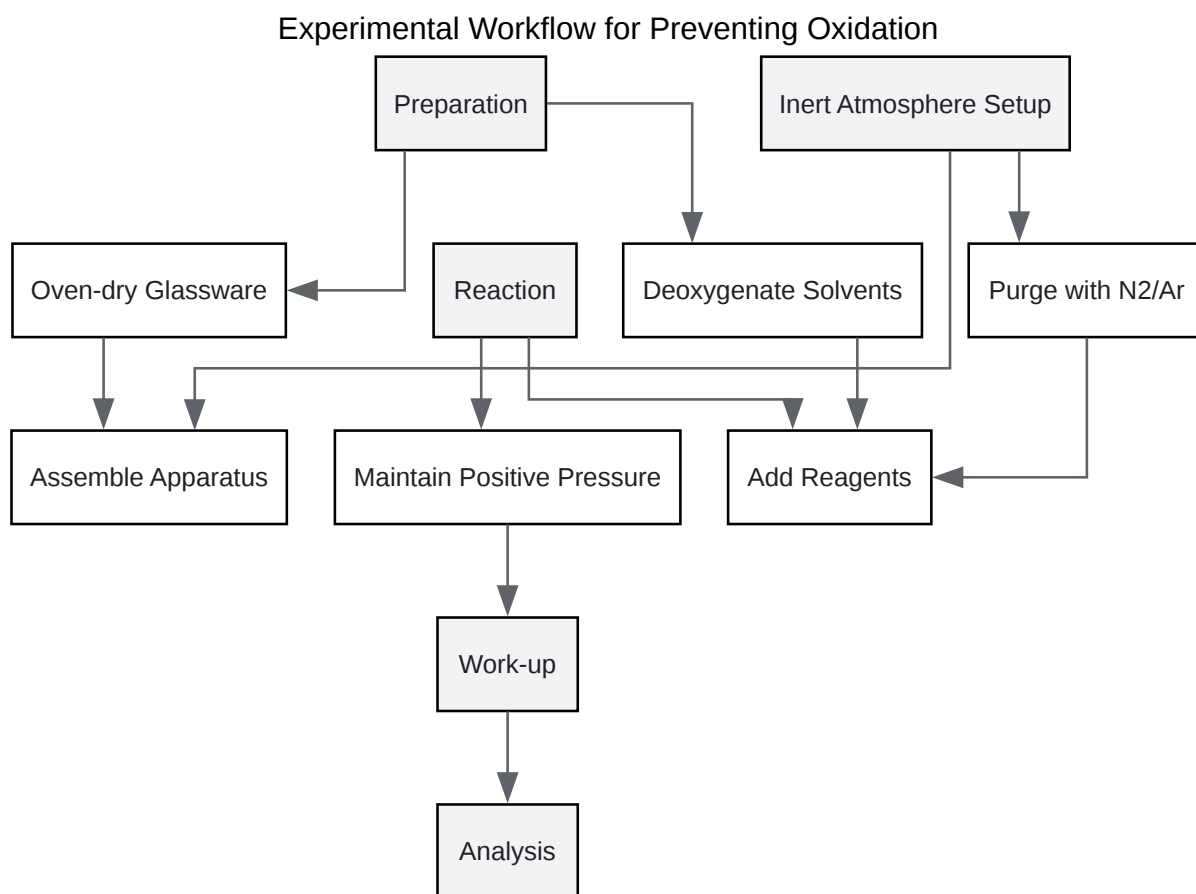 Experimental Workflow for Preventing Oxidation
Preparation
Inert Atmosphere Setup
Oven-dry Glassware
Reaction
Deoxygenate Solvents
Purge with N2/Ar
Assemble Apparatus
Maintain Positive Pressure
Add Reagents
Work-up
Analysis